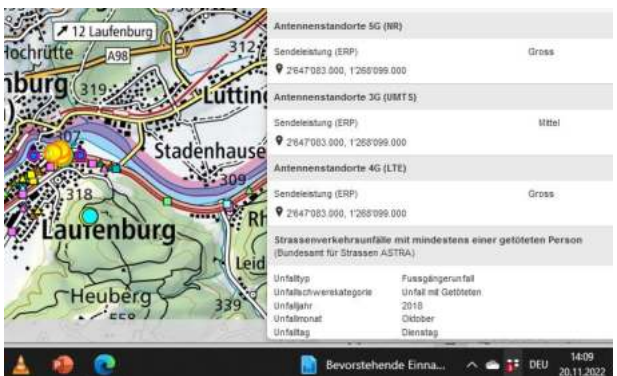 12 Laufenburg
Hochrütte
A98
312
nburg
319
Lutting
307
Stadenhause
309
318
Laufenburg
Rh
Leid
Heuberg
339
558
Antennenstandorte 5G (NR)
Sendeleistung (ERP) Gross
2'647'083.000, 1'268'099.000
Antennenstandorte 3G (UMTS)
Sendeleistung (ERP) Mittel
2'647'083.000, 1'268'099.000
Antennenstandorte 4G (LTE)
Sendeleistung (ERP) Gross
2'647'083.000, 1'268'099.000
Strassenverkehrsunfälle mit mindestens einer getöteten Person
(Bundesamt für Strassen ASTRA)
Unfalltyp Fussgängerunfall
Unfallschwerekategorie Unfall mit Getöteten
Unfalljahr 2018
Unfallmonat Oktober
Unfalltag Dienstag
Bevorstehende Einna... DEU 14:09
20.11.2022